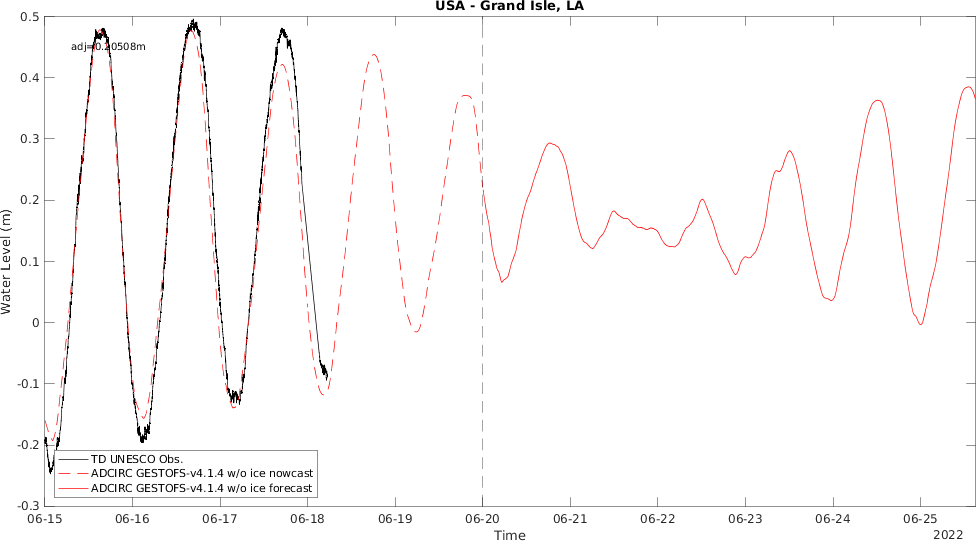 USA - Grand Isle, LA
adj=0.20508m
0.5
0.4
0.3
0.2
0.1
0
-0.1
-0.2
-0.3
Water Level (m)
TD UNESCO Obs.
ADCIRC GESTOFS-v4.1.4 w/o ice nowcast
ADCIRC GESTOFS-v4.1.4 w/o ice forecast
06-15 06-16 06-17 06-18 06-19 06-20 06-21 06-22 06-23 06-24 06-25
Time
2022